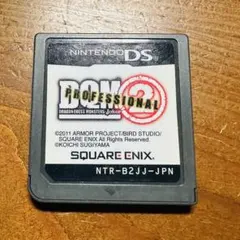 NINTENDO DS
DQM
PROFESSIONAL
2
©2011 ARMOR PROJECT/BIRD STUDIO/
SQUARE ENIX All Rights Reserved.
©KOICHI SUGIYAMA
SQUARE ENIX.
NTR-B2JJ-JPN